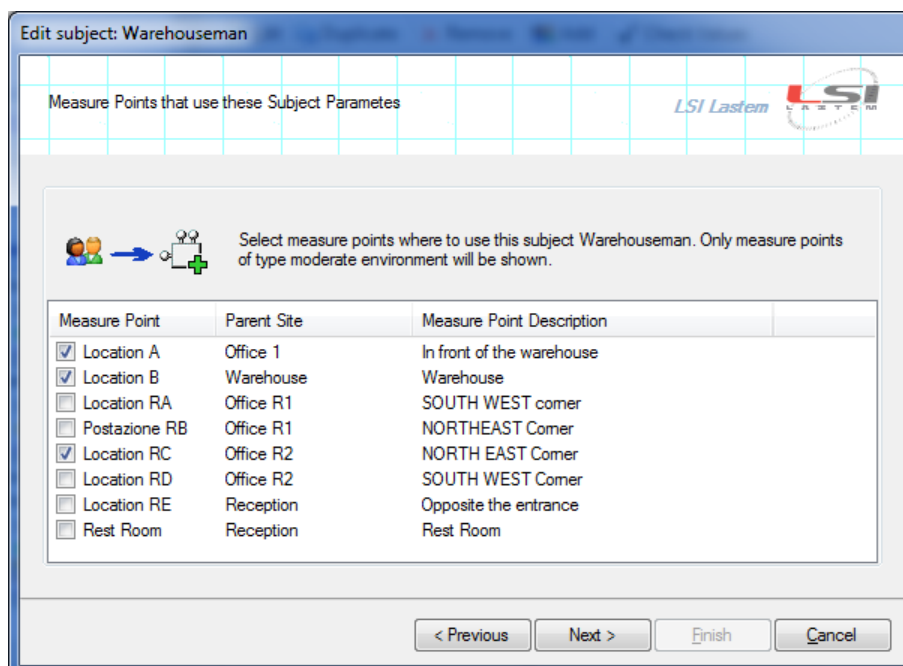 Edit subject: Warehouseman
Measure Points that use these Subject Parametes
LSI Lastem
LSI
LASTEM
Select measure points where to use this subject Warehouseman. Only measure points
of type moderate environment will be shown.
Measure Point Parent Site Measure Point Description
Location A Office 1 In front of the warehouse
Location B Warehouse Warehouse
Location RA Office R1 SOUTH WEST corner
Postazione RB Office R1 NORTHEAST Corner
Location RC Office R2 NORTH EAST Corner
Location RD Office R2 SOUTH WEST Corner
Location RE Reception Opposite the entrance
Rest Room Reception Rest Room
< Previous Next > Finish Cancel